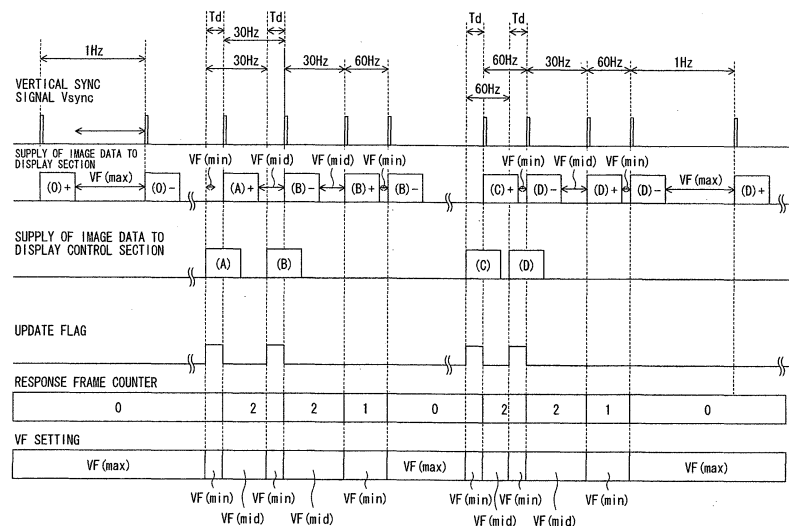 Td Td Td Td
30Hz
1Hz 30Hz 30Hz 60Hz 60Hz 30Hz 60Hz 1Hz
60Hz
VERTICAL SYNC
SIGNAL Vsync
SUPPLY OF IMAGE DATA TO
DISPLAY SECTION
VF(min) VF(mid) VF(mid) VF(min) VF(min) VF(mid) VF(min)
(O)+ VF(max) (O)- (A)+ (B)- (B)+ (B)- (C)+ (D)- (D)+ (D)- VF(max) (D)+
SUPPLY OF IMAGE DATA TO
DISPLAY CONTROL SECTION
(A) (B) (C) (D)
UPDATE FLAG
RESPONSE FRAME COUNTER
0 2 2 1 0 2 2 1 0
VF SETTING
VF(max) VF(max) VF(max)
VF(min) VF(min) VF(min) VF(min) VF(min) VF(min)
VF(mid) VF(mid) VF(mid) VF(mid)